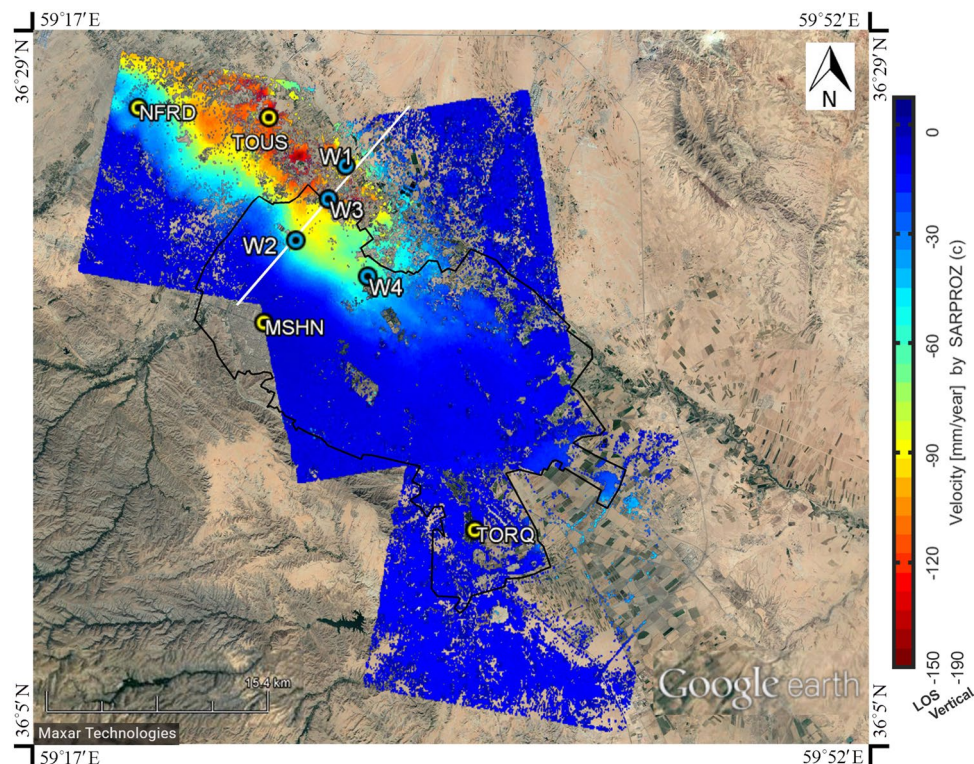 59°17′E
59°52′E
36°29′N
36°29′N
N
NFRD
TOUS
W1
W3
W2
W4
MSHN
TORQ
0
-30
-60
-90
-120
-150
-190
LOS
Vertical
Velocity [mm/year] by SARPROZ (c)
15.4 km
Google earth
Maxar Technologies
36°5′N
36°5′N
59°17′E
59°52′E